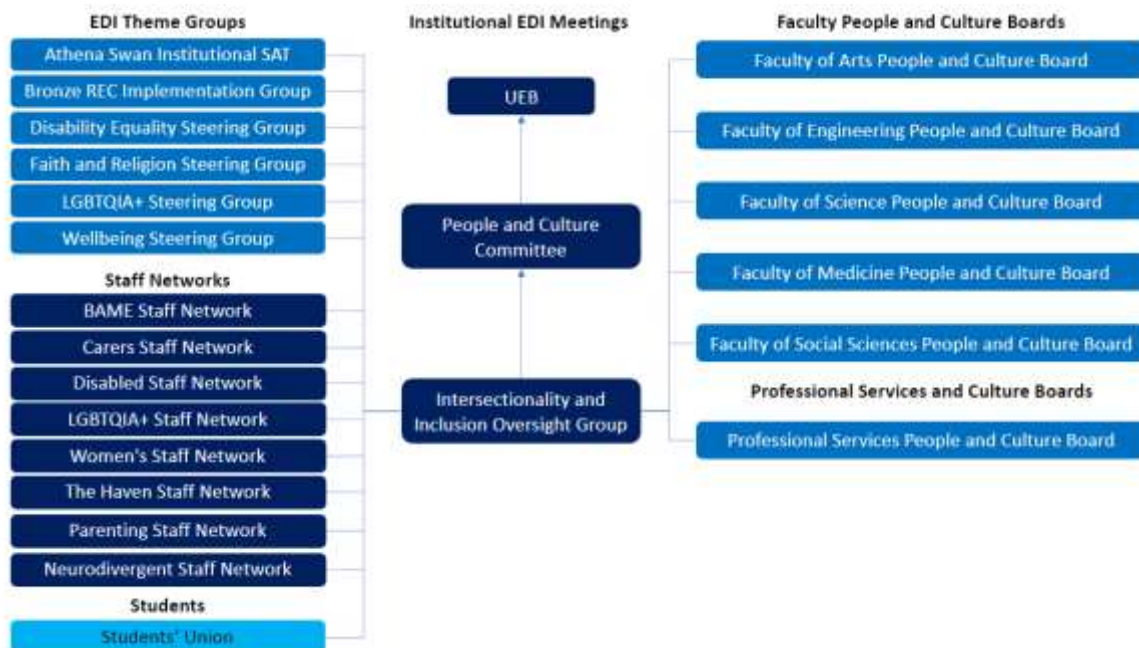 EDI Theme Groups
Athena Swan Institutional SAT
Bronze REC Implementation Group
Disability Equality Steering Group
Faith and Religion Steering Group
LGBTQIA+ Steering Group
Wellbeing Steering Group
Staff Networks
BAME Staff Network
Carers Staff Network
Disabled Staff Network
LGBTQIA+ Staff Network
Women's Staff Network
The Haven Staff Network
Parenting Staff Network
Neurodivergent Staff Network
Students
Students' Union
Institutional EDI Meetings
UEB
People and Culture
Committee
Intersectionality and
Inclusion Oversight Group
Faculty People and Culture Boards
Faculty of Arts People and Culture Board
Faculty of Engineering People and Culture Board
Faculty of Science People and Culture Board
Faculty of Medicine People and Culture Board
Faculty of Social Sciences People and Culture Board
Professional Services and Culture Boards
Professional Services People and Culture Board